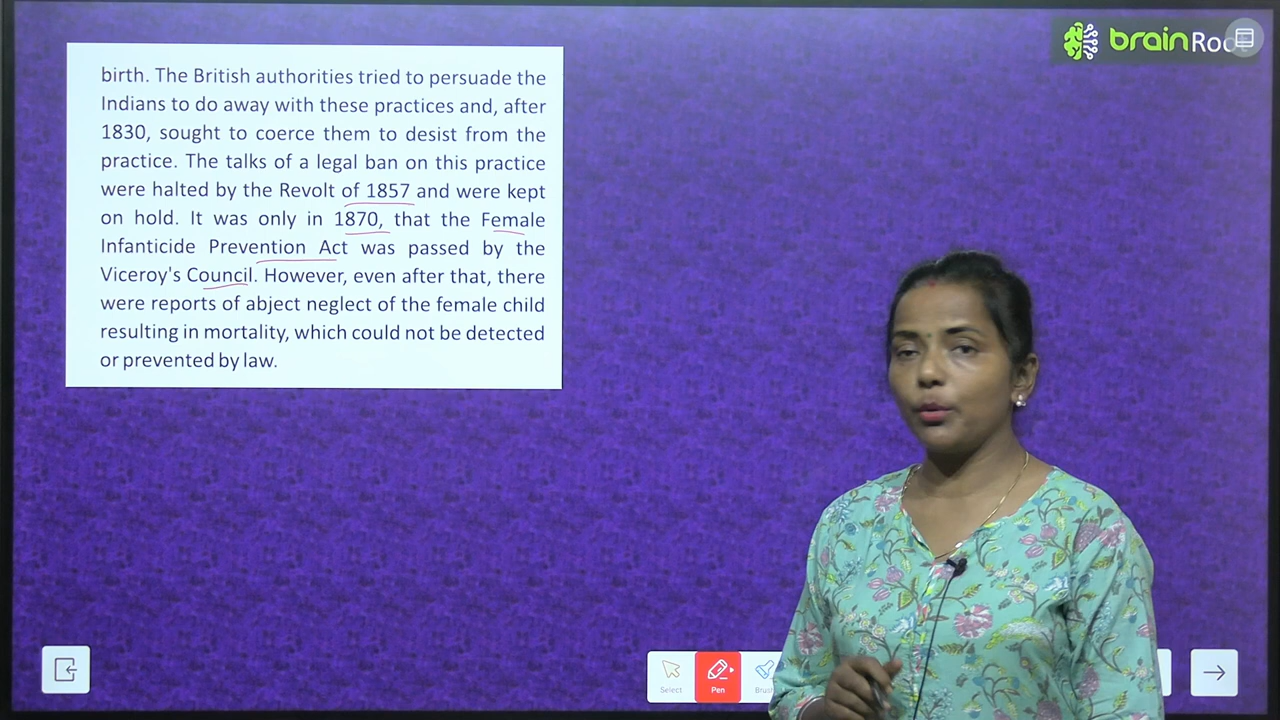 brainRoot
birth. The British authorities tried to persuade the
Indians to do away with these practices and, after
1830, sought to coerce them to desist from the
practice. The talks of a legal ban on this practice
were halted by the Revolt of 1857 and were kept
on hold. It was only in 1870, that the Female
Infanticide Prevention Act was passed by the
Viceroy's Council. However, even after that, there
were reports of abject neglect of the female child
resulting in mortality, which could not be detected
or prevented by law.
Select
Pen
Brush